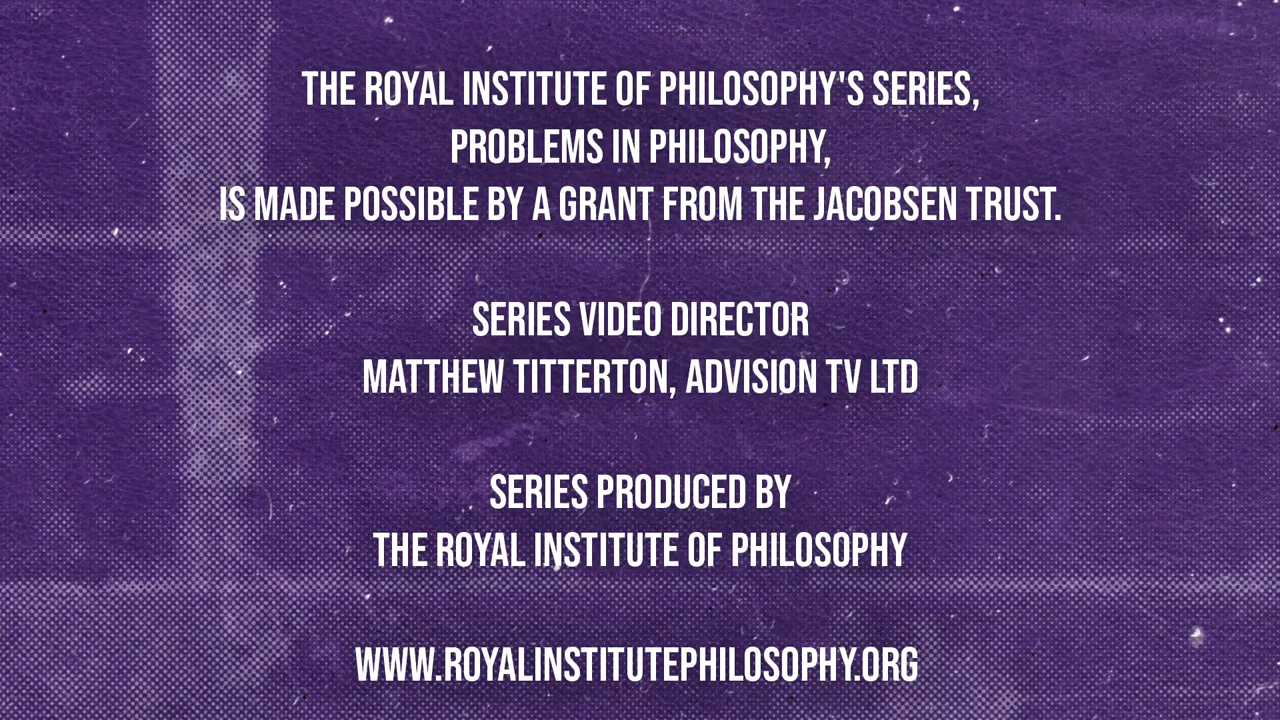 THE ROYAL INSTITUTE OF PHILOSOPHY'S SERIES,
PROBLEMS IN PHILOSOPHY,
IS MADE POSSIBLE BY A GRANT FROM THE JACOBSEN TRUST.
SERIES VIDEO DIRECTOR
MATTHEW TITTERTON, ADVISION TV LTD
SERIES PRODUCED BY
THE ROYAL INSTITUTE OF PHILOSOPHY
WWW.ROYALINSTITUTEPHILOSOPHY.ORG